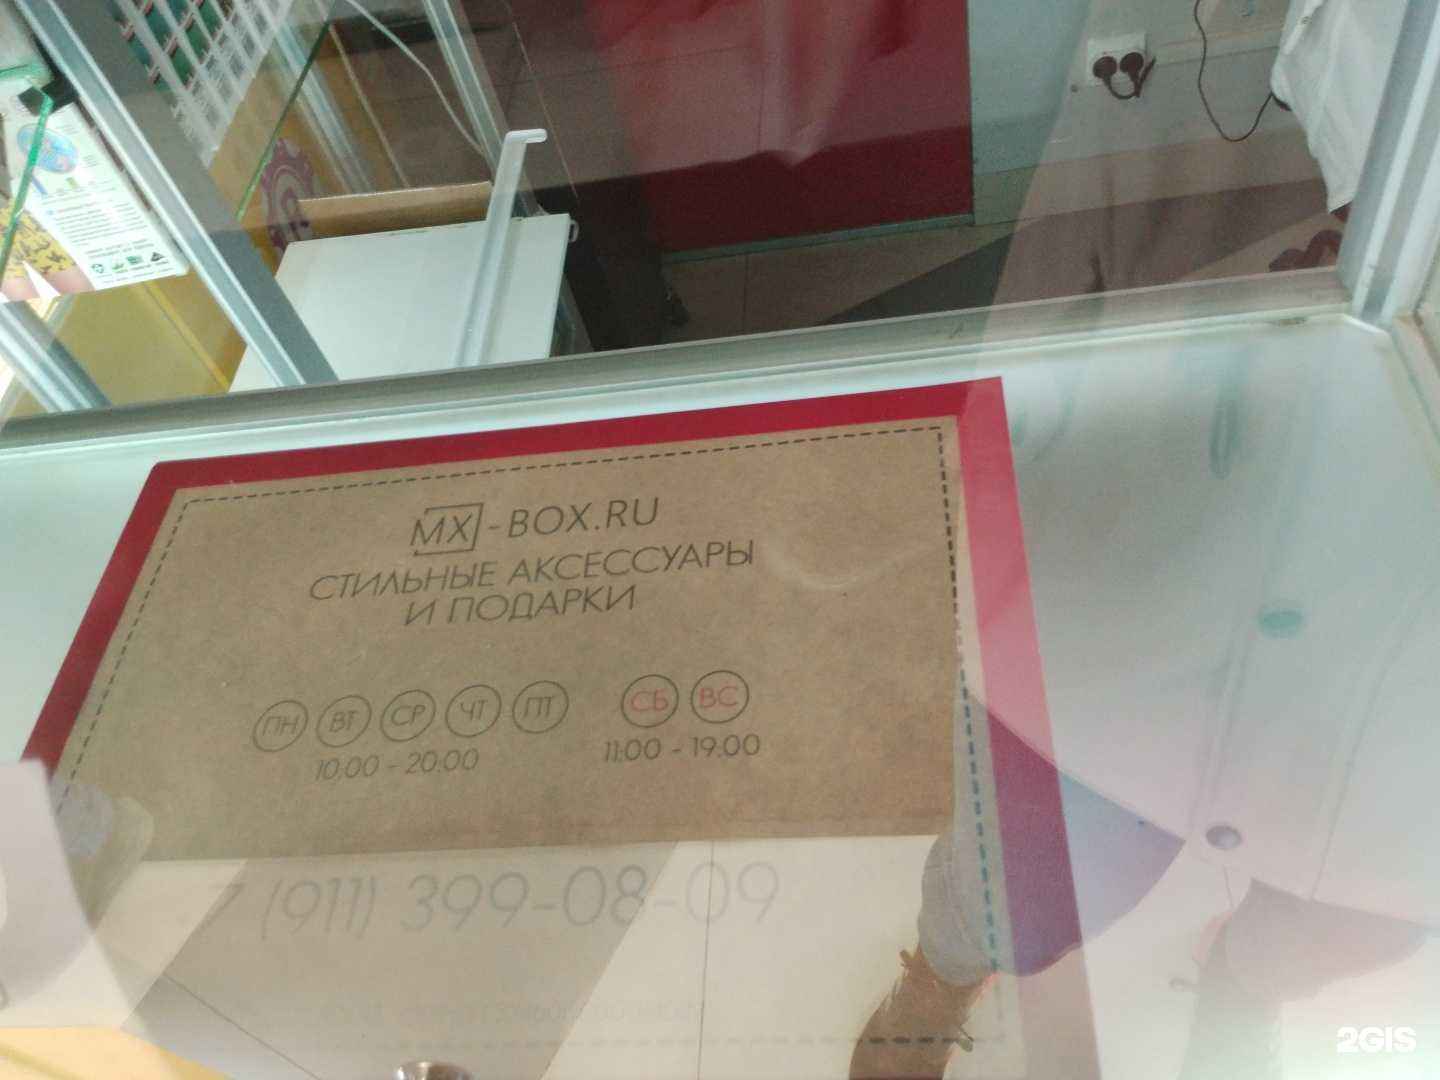 MX-BOX.RU
СТИЛЬНЫЕ АКСЕССУАРЫ
И ПОДАРКИ
ПН ВТ СР ЧТ ПТ СБ ВС
10:00 - 20:00 11:00 - 19:00
7 (911) 399-08-09
2GIS